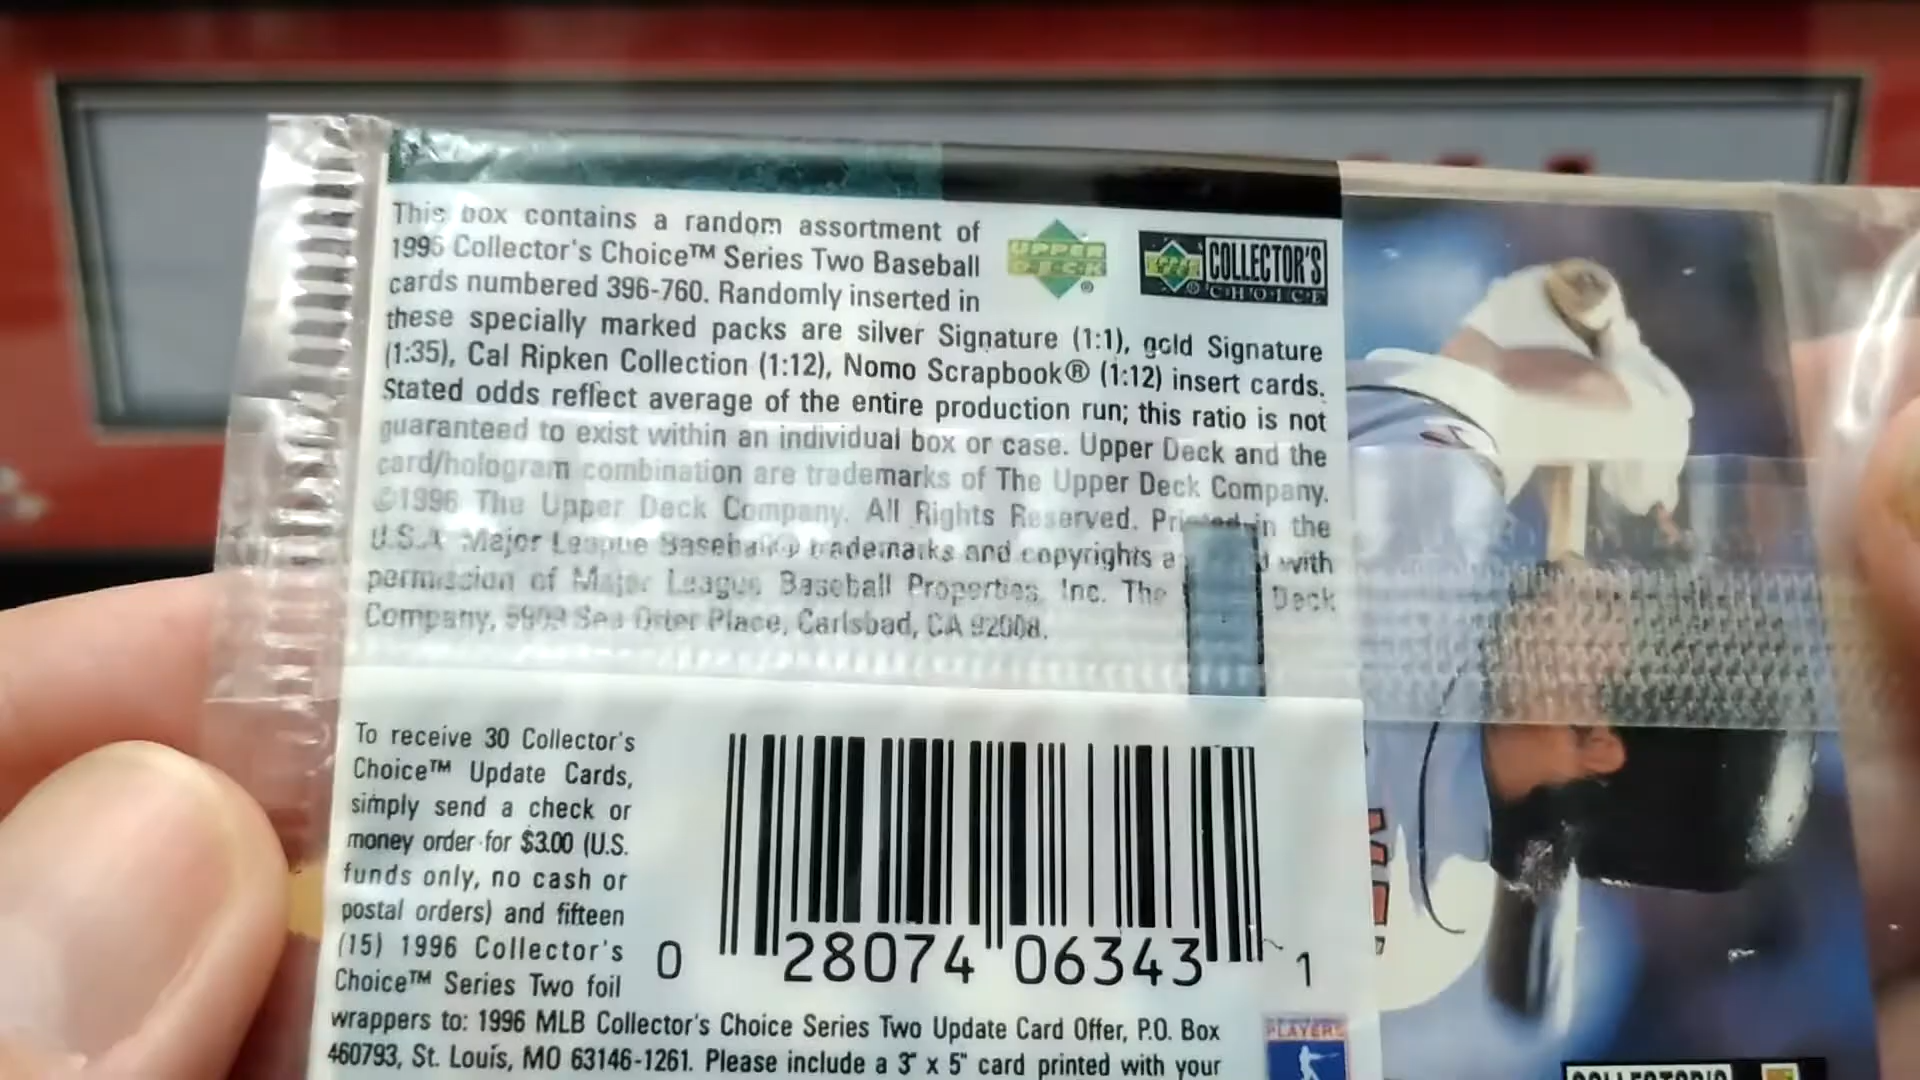 This box contains a random assortment of
1996 Collector's Choice™ Series Two Baseball
cards numbered 396-760. Randomly inserted in
these specially marked packs are silver Signature (1:1), gold Signature
(1:35), Cal Ripken Collection (1:12), Nomo Scrapbook® (1:12) insert cards.
Stated odds reflect average of the entire production run; this ratio is not
guaranteed to exist within an individual box or case. Upper Deck and the
card/hologram combination are trademarks of The Upper Deck Company.
©1996 The Upper Deck Company. All Rights Reserved. Printed in the
U.S.A. Major League Baseball trademarks and copyrights with
permission of Major League Baseball Properties, Inc. The Deck
Company, 5909 Sea Otter Place, Carlsbad, CA 92008.
UPPER
DECK
®
COLLECTOR'S
® CHOICE
To receive 30 Collector's
Choice™ Update Cards,
simply send a check or
money order for $3.00 (U.S.
funds only, no cash or
postal orders) and fifteen
(15) 1996 Collector's
Choice™ Series Two foil
wrappers to: 1996 MLB Collector's Choice Series Two Update Card Offer, P.O. Box
460793, St. Louis, MO 63146-1261. Please include a 3" x 5" card printed with your
0 28074 06343 1
PLAYERS
COLLECTOR'S